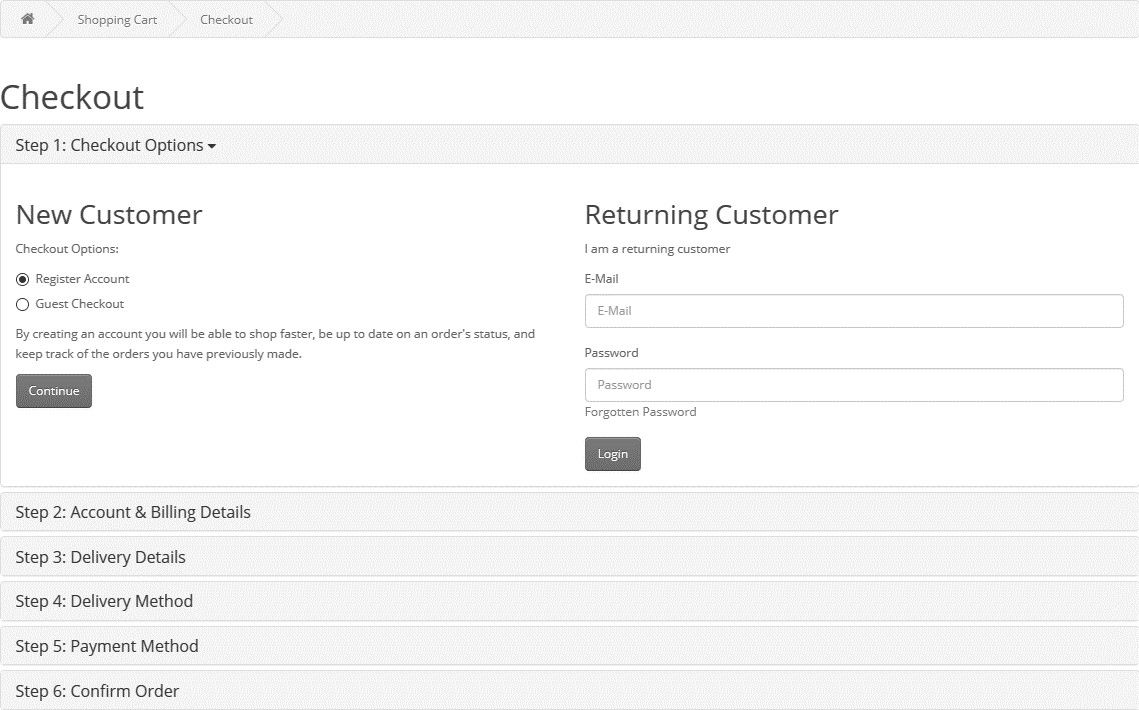 Shopping Cart
Checkout
Checkout
Step 1: Checkout Options
New Customer
Checkout Options:
Register Account
Guest Checkout
By creating an account you will be able to shop faster, be up to date on an order's status, and
keep track of the orders you have previously made.
Continue
Returning Customer
I am a returning customer
E-Mail
E-Mail
Password
Password
Forgotten Password
Login
Step 2: Account & Billing Details
Step 3: Delivery Details
Step 4: Delivery Method
Step 5: Payment Method
Step 6: Confirm Order